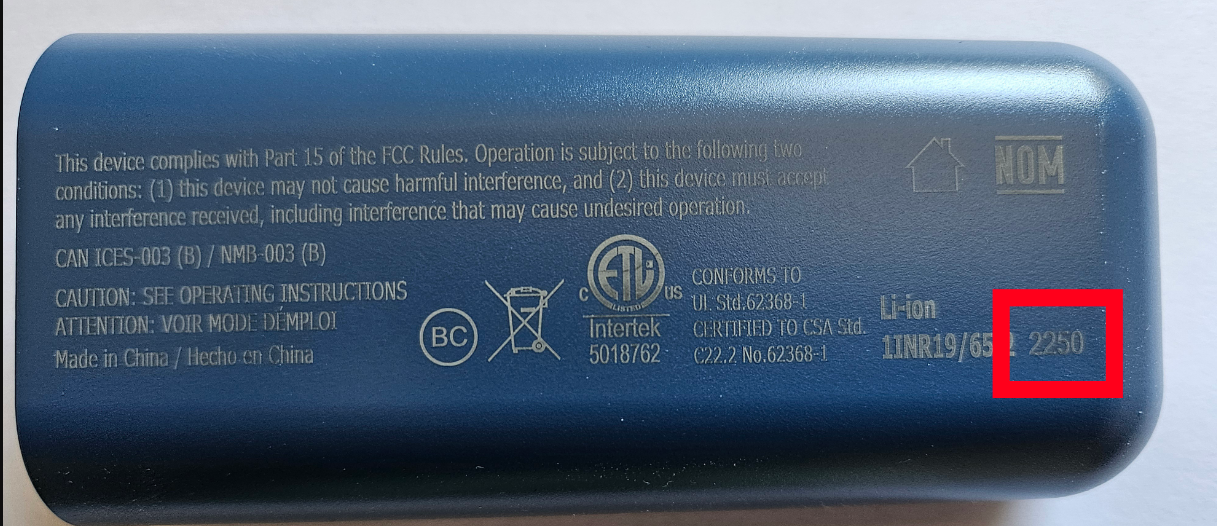 This device complies with Part 15 of the FCC Rules. Operation is subject to the following two
conditions: (1) this device may not cause harmful interference, and (2) this device must accept
any interference received, including interference that may cause undesired operation.
NOM
CAN ICES-003 (B) / NMB-003 (B)
CAUTION: SEE OPERATING INSTRUCTIONS
ATTENTION: VOIR MODE DÉMPLOI
Made in China / Hecho en China
BC
ETL
C US
LISTED
Intertek
5018762
CONFORMS TO
UL Std.62368-1
CERTIFIED TO CSA Std.
C22.2 No.62368-1
Li-ion
1INR19/65-2 2250